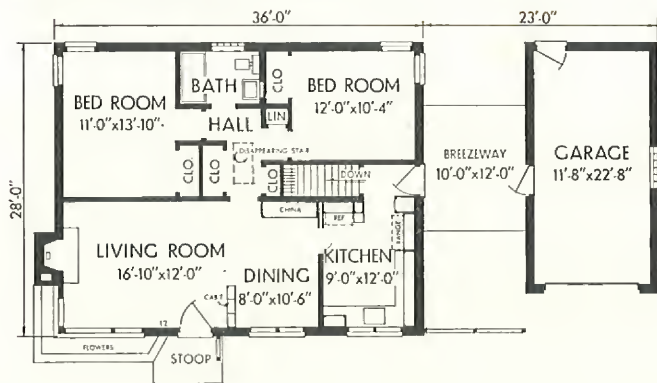 36'-0"
23'-0"
28'-0"
BED ROOM
11'-0"x13'-10"
BATH
CLO
BED ROOM
12'-0"x10'-4"
HALL
LIN
DISAPPEARING STAIR
CLO.
CLO.
CLO
DOWN
BREEZEWAY
10'-0"x12'-0"
GARAGE
11'-8"x22'-8"
CHINA
REF
RANGE
LIVING ROOM
16'-10"x12'-0"
DINING
8'-0"x10'-6"
KITCHEN
9'-0"x12'-0"
12
FLOWERS
STOOP